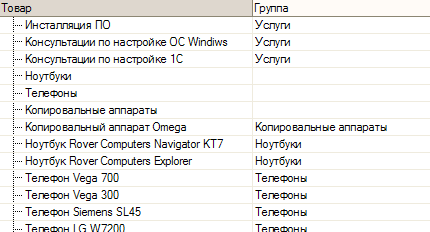 Товар Группа
Инсталляция ПО Услуги
Консультации по настройке ОС Windiws Услуги
Консультации по настройке 1С Услуги
Ноутбуки
Телефоны
Копировальные аппараты
Копировальный аппарат Omega Копировальные аппараты
Ноутбук Rover Computers Navigator KT7 Ноутбуки
Ноутбук Rover Computers Explorer Ноутбуки
Телефон Vega 700 Телефоны
Телефон Vega 300 Телефоны
Телефон Siemens SL45 Телефоны
Телефон LG W7200 Телефоны